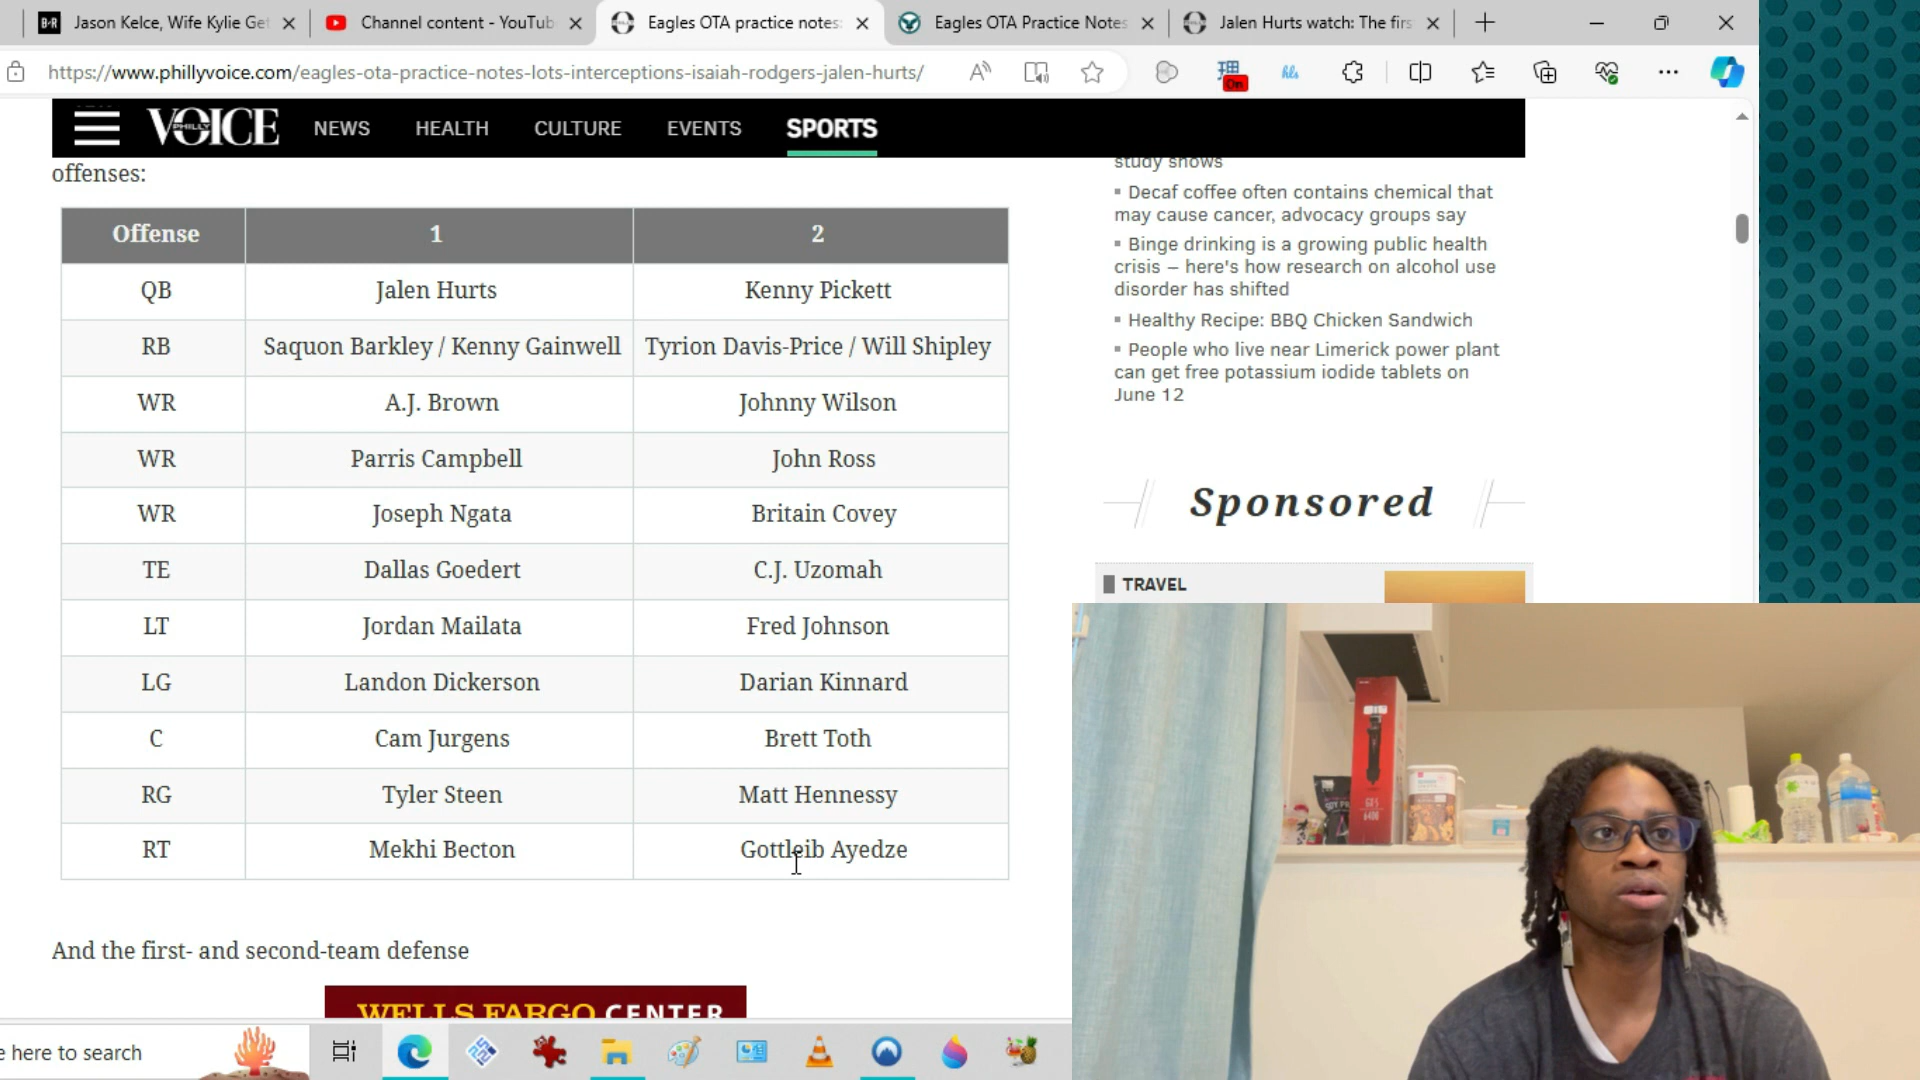 Jason Kelce, Wife Kylie Get
Channel content - YouTub
Eagles OTA practice notes:
Eagles OTA Practice Notes
Jalen Hurts watch: The firs
https://www.phillyvoice.com/eagles-ota-practice-notes-lots-interceptions-isaiah-rodgers-jalen-hurts/
PHILLY VOICE NEWS HEALTH CULTURE EVENTS SPORTS
offenses:
Offense 1 2
QB Jalen Hurts Kenny Pickett
RB Saquon Barkley / Kenny Gainwell Tyrion Davis-Price / Will Shipley
WR A.J. Brown Johnny Wilson
WR Parris Campbell John Ross
WR Joseph Ngata Britain Covey
TE Dallas Goedert C.J. Uzomah
LT Jordan Mailata Fred Johnson
LG Landon Dickerson Darian Kinnard
C Cam Jurgens Brett Toth
RG Tyler Steen Matt Hennessy
RT Mekhi Becton Gottleib Ayedze
And the first- and second-team defense
WELLS FARGO CENTER
study shows
▪ Decaf coffee often contains chemical that
may cause cancer, advocacy groups say
▪ Binge drinking is a growing public health
crisis – here's how research on alcohol use
disorder has shifted
▪ Healthy Recipe: BBQ Chicken Sandwich
▪ People who live near Limerick power plant
can get free potassium iodide tablets on
June 12
Sponsored
TRAVEL
e here to search